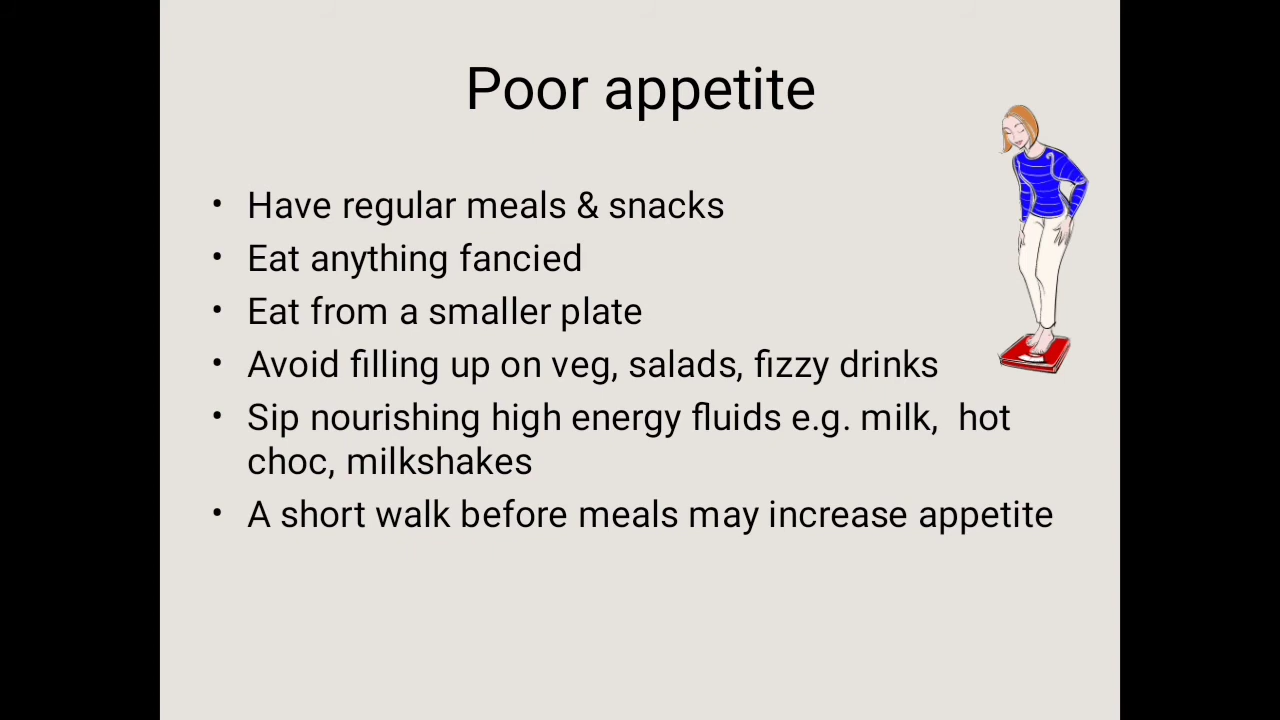 Poor appetite
• Have regular meals & snacks
• Eat anything fancied
• Eat from a smaller plate
• Avoid filling up on veg, salads, fizzy drinks
• Sip nourishing high energy fluids e.g. milk,  hot
choc, milkshakes
• A short walk before meals may increase appetite